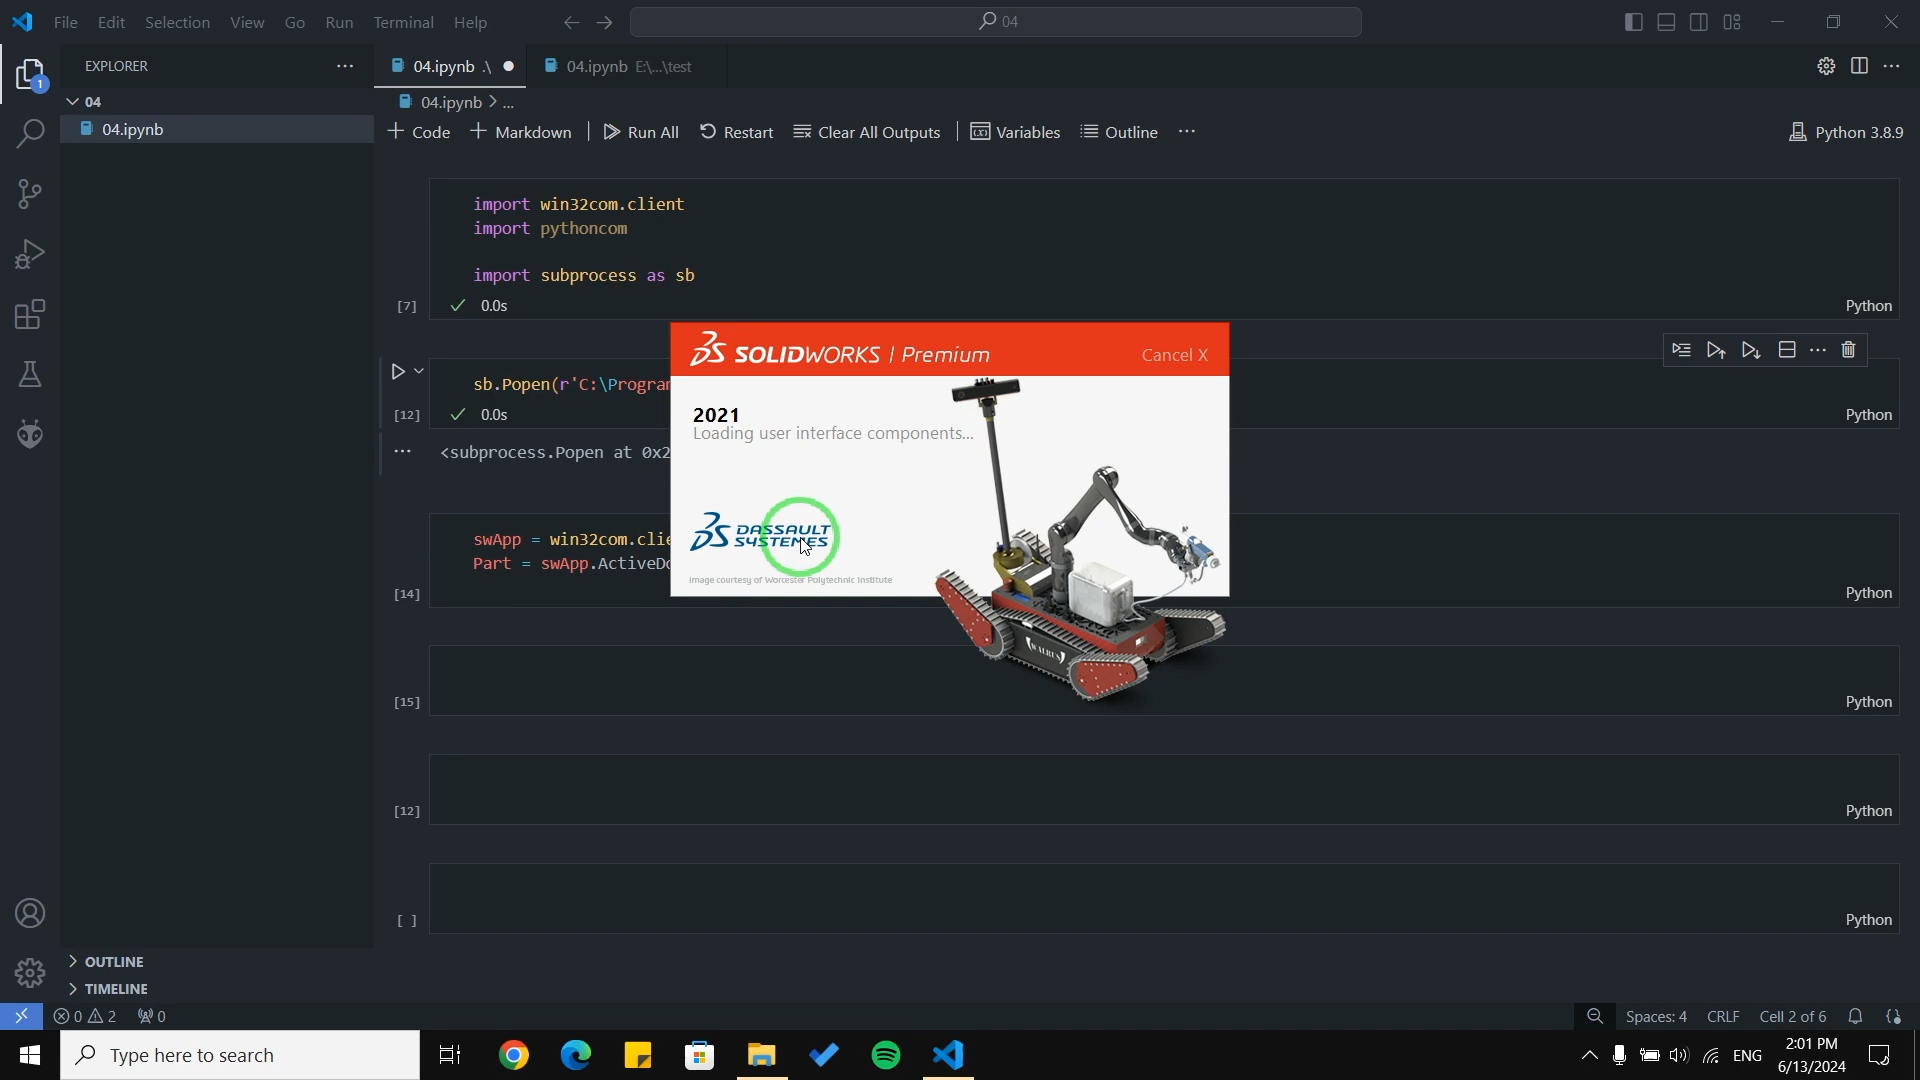 File Edit Selection View Go Run Terminal Help
04
EXPLORER
04.ipynb .\
04.ipynb E:\...\test
04
04.ipynb > ...
04.ipynb
Code
Markdown
Run All
Restart
Clear All Outputs
Variables
Outline
Python 3.8.9
1
import win32com.client
import pythoncom
import subprocess as sb
[7]
0.0s
Python
SOLIDWORKS | Premium
Cancel X
sb.Popen(r'C:\Progra
2021
[12]
0.0s
Python
Loading user interface components...
<subprocess.Popen at 0x2
DASSAULT
SYSTEMES
swApp = win32com.clie
Part = swApp.ActiveDo
Image courtesy of Worcester Polytechnic Institute
[14]
Python
WALRUS
[15]
Python
[12]
Python
[ ]
Python
OUTLINE
TIMELINE
0 2 0
Spaces: 4 CRLF Cell 2 of 6
Type here to search
ENG
2:01 PM
6/13/2024